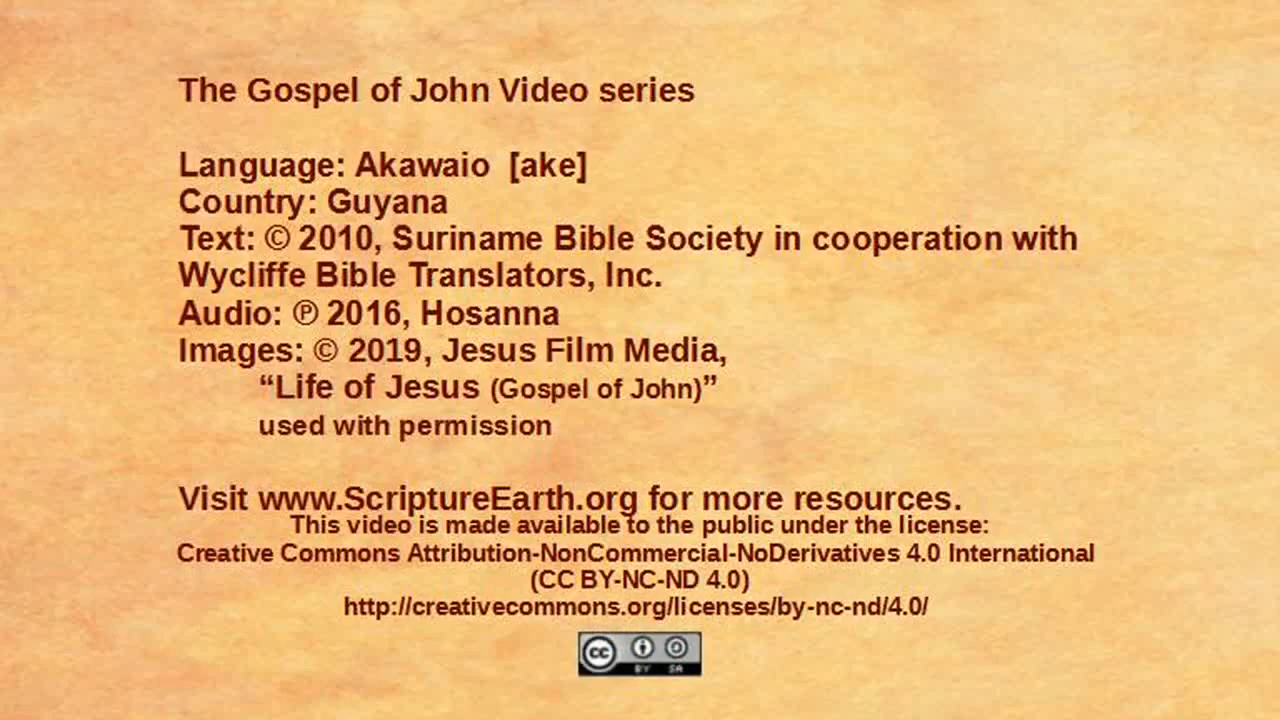 The Gospel of John Video series
Language: Akawaio [ake]
Country: Guyana
Text: © 2010, Suriname Bible Society in cooperation with
Wycliffe Bible Translators, Inc.
Audio: ℗ 2016, Hosanna
Images: © 2019, Jesus Film Media,
“Life of Jesus (Gospel of John)”
used with permission
Visit www.ScriptureEarth.org for more resources.
This video is made available to the public under the license:
Creative Commons Attribution-NonCommercial-NoDerivatives 4.0 International
(CC BY-NC-ND 4.0)
http://creativecommons.org/licenses/by-nc-nd/4.0/
cc BY SA